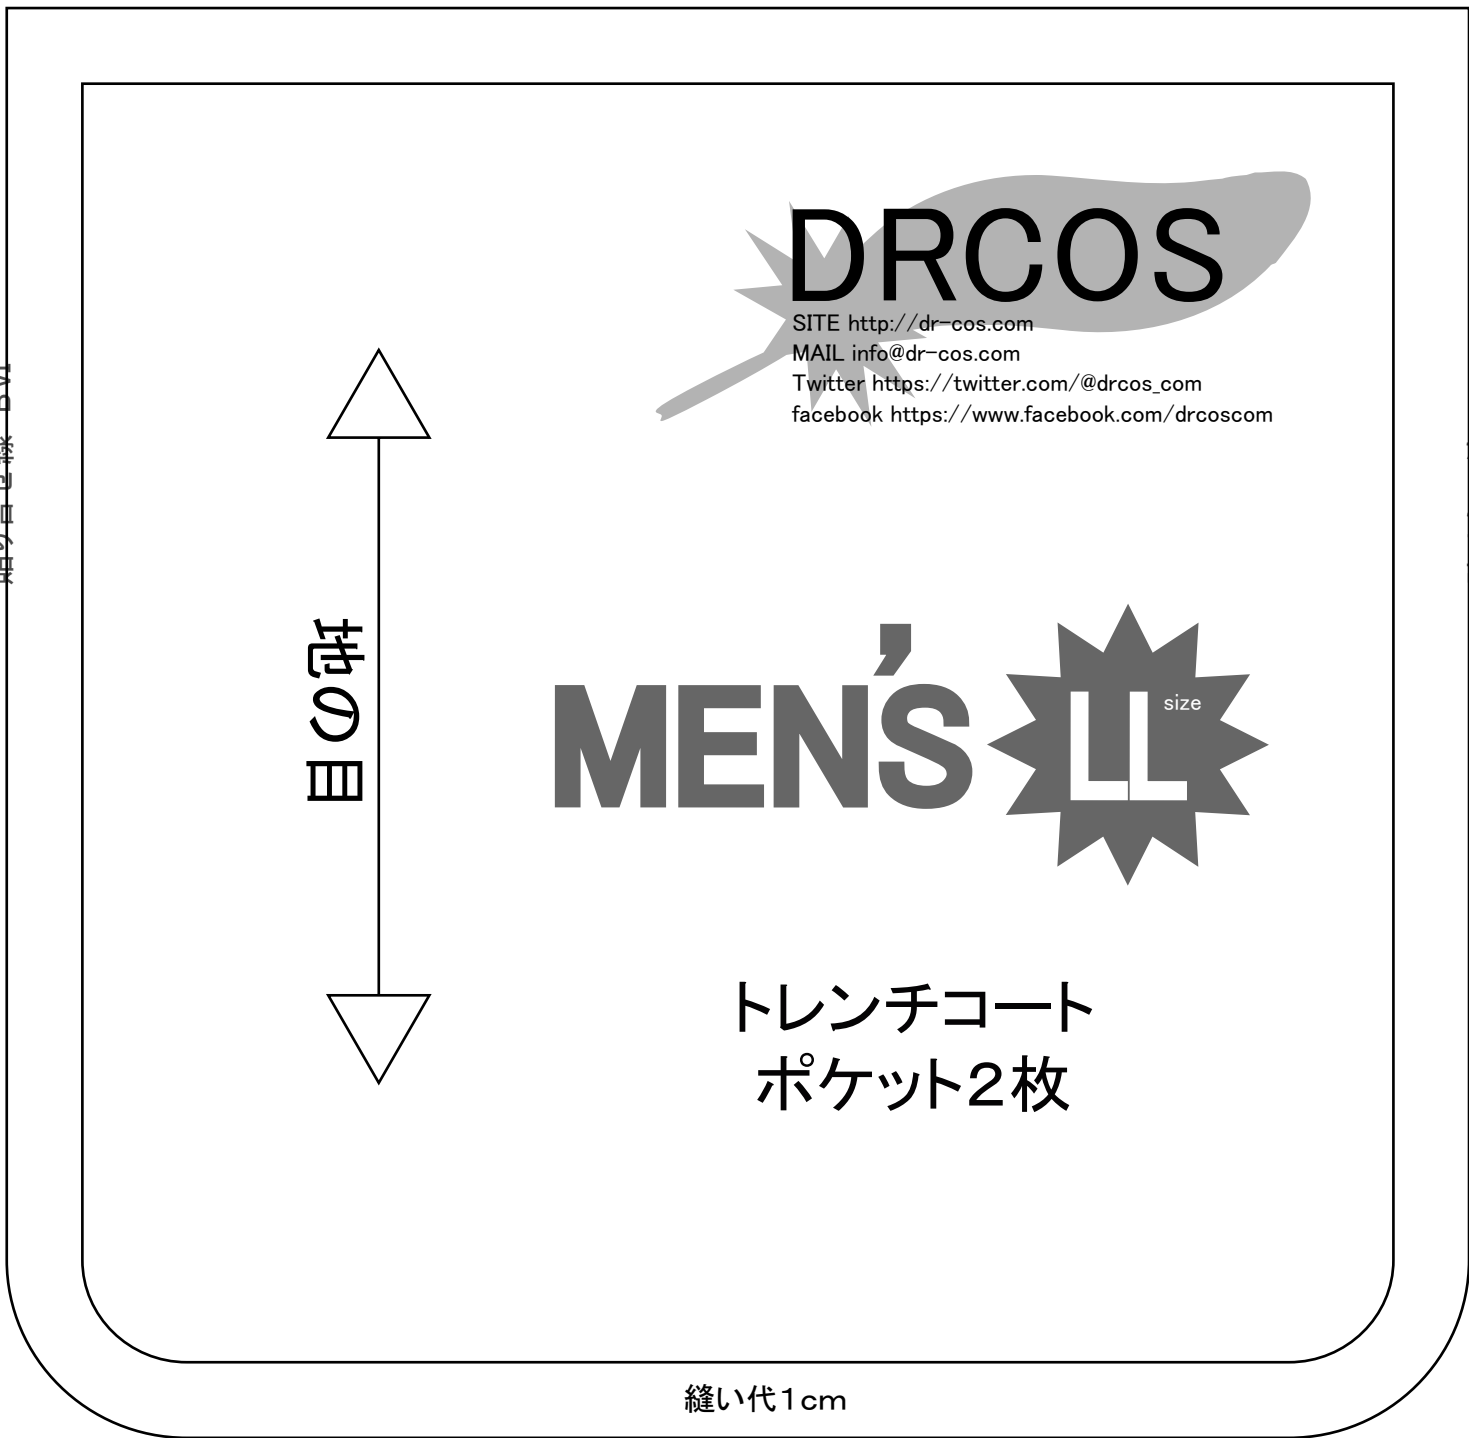 DRCOS
SITE http://dr-cos.com
MAIL info@dr-cos.com
Twitter https://twitter.com/@drcos_com
facebook https://www.facebook.com/drcoscom
地の目
MEN'S LL size
トレンチコート
ポケット2枚
縫い代1cm